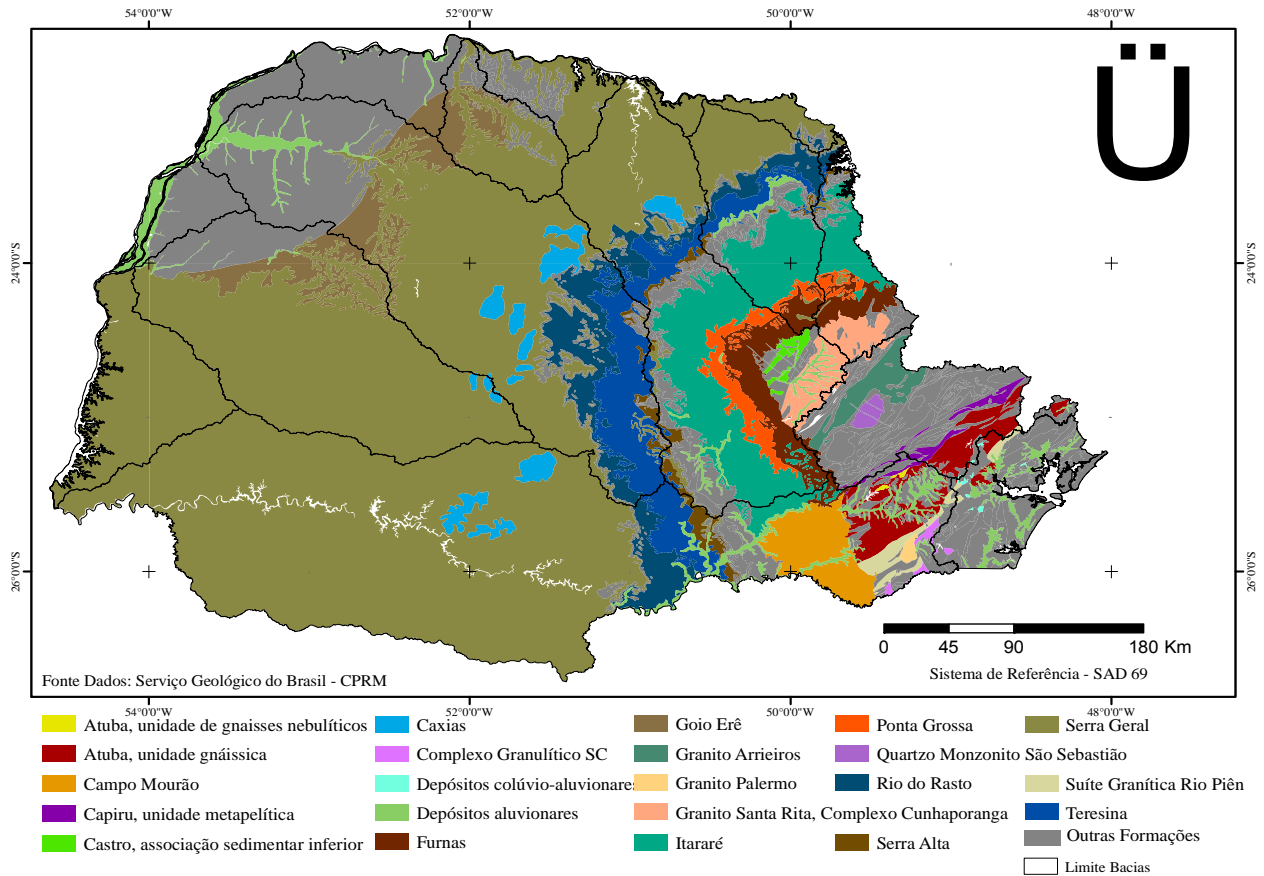 54°0'0"W 52°0'0"W 50°0'0"W 48°0'0"W
Ü
24°0'0"S 24°0'0"S
26°0'0"S 26°0'0"S
0 45 90 180 Km
Fonte Dados: Serviço Geológico do Brasil - CPRM
Sistema de Referência - SAD 69
54°0'0"W 52°0'0"W 50°0'0"W 48°0'0"W
Atuba, unidade de gnaisses nebulíticos
Atuba, unidade gnáissica
Campo Mourão
Capiru, unidade metapelítica
Castro, associação sedimentar inferior
Caxias
Complexo Granulítico SC
Depósitos colúvio-aluvionares
Depósitos aluvionares
Furnas
Goio Erê
Granito Arrieiros
Granito Palermo
Granito Santa Rita, Complexo Cunhaporanga
Itararé
Ponta Grossa
Quartzo Monzonito São Sebastião
Rio do Rasto
Serra Alta
Serra Geral
Suíte Granítica Rio Piên
Teresina
Outras Formações
Limite Bacias